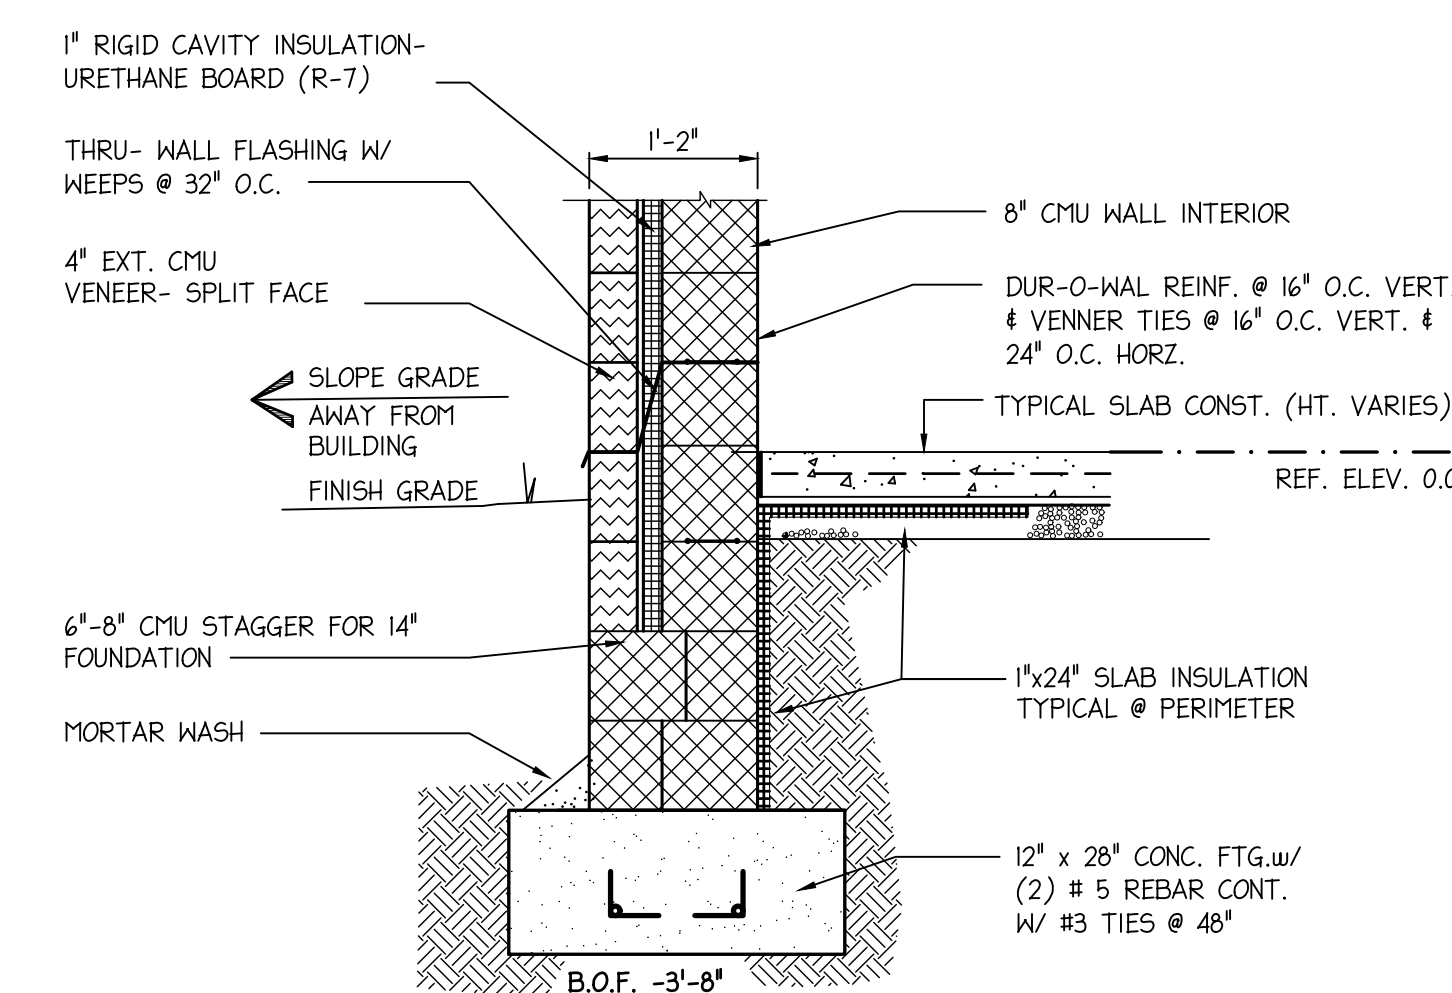 1" RIGID CAVITY INSULATION-
URETHANE BOARD (R-7)
THRU- WALL FLASHING W/
WEEPS @ 32" O.C.
4" EXT. CMU
VENEER- SPLIT FACE
SLOPE GRADE
AWAY FROM
BUILDING
FINISH GRADE
6"-8" CMU STAGGER FOR 14"
FOUNDATION
MORTAR WASH
1'-2"
8" CMU WALL INTERIOR
DUR-O-WAL REINF. @ 16" O.C. VERT.
& VENNER TIES @ 16" O.C. VERT. &
24" O.C. HORZ.
TYPICAL SLAB CONST. (HT. VARIES)
REF. ELEV. 0.0
1"x24" SLAB INSULATION
TYPICAL @ PERIMETER
12" x 28" CONC. FTG.w/
(2) # 5 REBAR CONT.
W/ #3 TIES @ 48"
B.O.F. -3'-8"